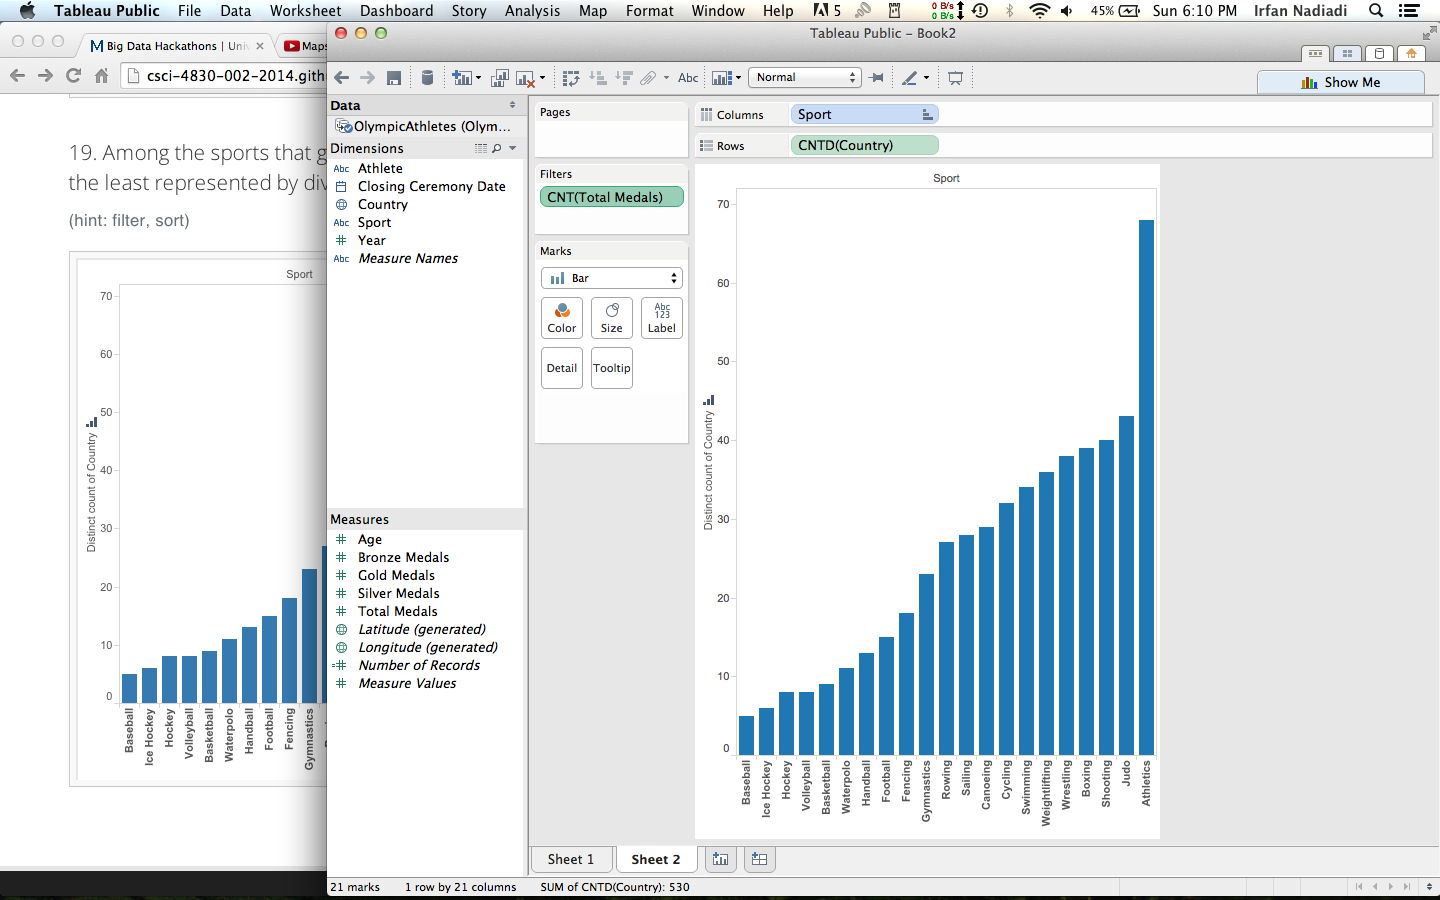 Tableau Public File Data Worksheet Dashboard Story Analysis Map Format Window Help 5 0 B/s 0 B/s 45% Sun 6:10 PM Irfan Nadiadi
Big Data Hackathons | Uni × Maps
csci-4830-002-2014.gith
19. Among the sports that g
the least represented by div
(hint: filter, sort)
Sport
70
60
50
40
30
20
10
0
Distinct count of Country
Baseball
Ice Hockey
Hockey
Volleyball
Basketball
Waterpolo
Handball
Football
Fencing
Gymnastics
Tableau Public - Book2
Abc
Normal
Show Me
Data
OlympicAthletes (Olym...
Dimensions
Abc Athlete
Closing Ceremony Date
Country
Abc Sport
# Year
Abc Measure Names
Measures
# Age
# Bronze Medals
# Gold Medals
# Silver Medals
# Total Medals
Latitude (generated)
Longitude (generated)
=# Number of Records
# Measure Values
Pages
Filters
CNT(Total Medals)
Marks
Bar
Color
Size
Abc
123
Label
Detail
Tooltip
Columns Sport
Rows CNTD(Country)
Sport
70
60
50
40
30
20
10
0
Distinct count of Country
Baseball
Ice Hockey
Hockey
Volleyball
Basketball
Waterpolo
Handball
Football
Fencing
Gymnastics
Rowing
Sailing
Canoeing
Cycling
Swimming
Weightlifting
Wrestling
Boxing
Shooting
Judo
Athletics
Sheet 1 Sheet 2
21 marks 1 row by 21 columns SUM of CNTD(Country): 530